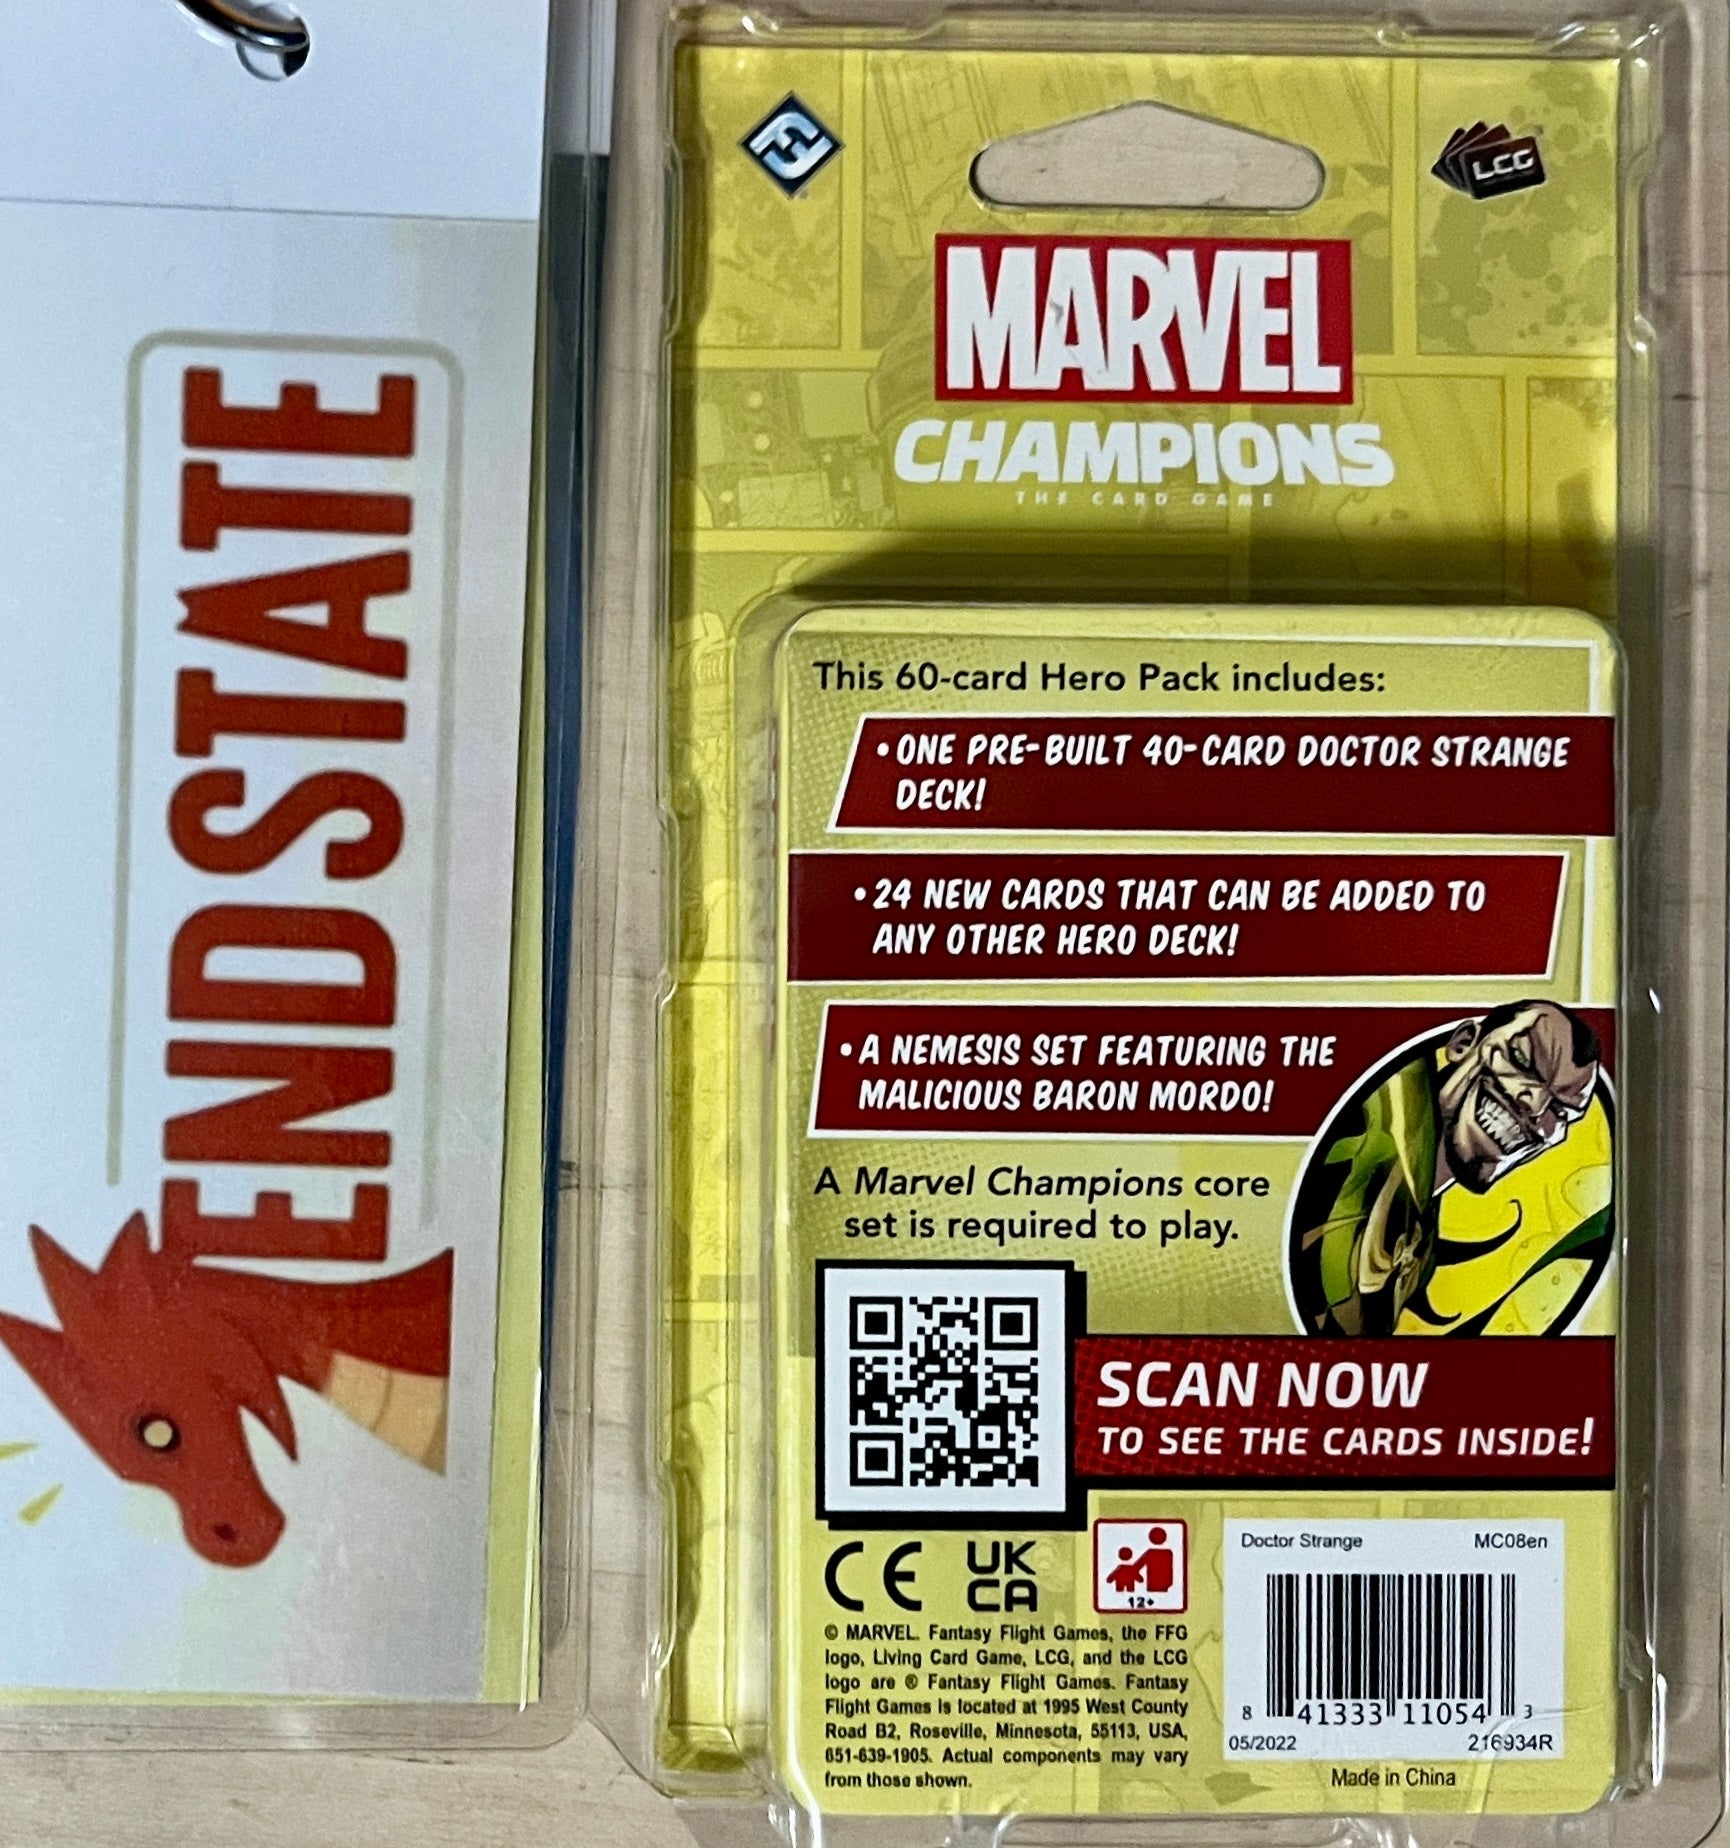 ENDSTATE
LCG
MARVEL
CHAMPIONS
THE CARD GAME
This 60-card Hero Pack includes:
• ONE PRE-BUILT 40-CARD DOCTOR STRANGE
DECK!
• 24 NEW CARDS THAT CAN BE ADDED TO
ANY OTHER HERO DECK!
• A NEMESIS SET FEATURING THE
MALICIOUS BARON MORDO!
A Marvel Champions core
set is required to play.
SCAN NOW
TO SEE THE CARDS INSIDE!
CE
UK
CA
12+
© MARVEL. Fantasy Flight Games, the FFG
logo, Living Card Game, LCG, and the LCG
logo are ® Fantasy Flight Games. Fantasy
Flight Games is located at 1995 West County
Road B2, Roseville, Minnesota, 55113, USA,
651-639-1905. Actual components may vary
from those shown.
Doctor Strange MC08en
8 41333 11054 3
05/2022 216934R
Made in China